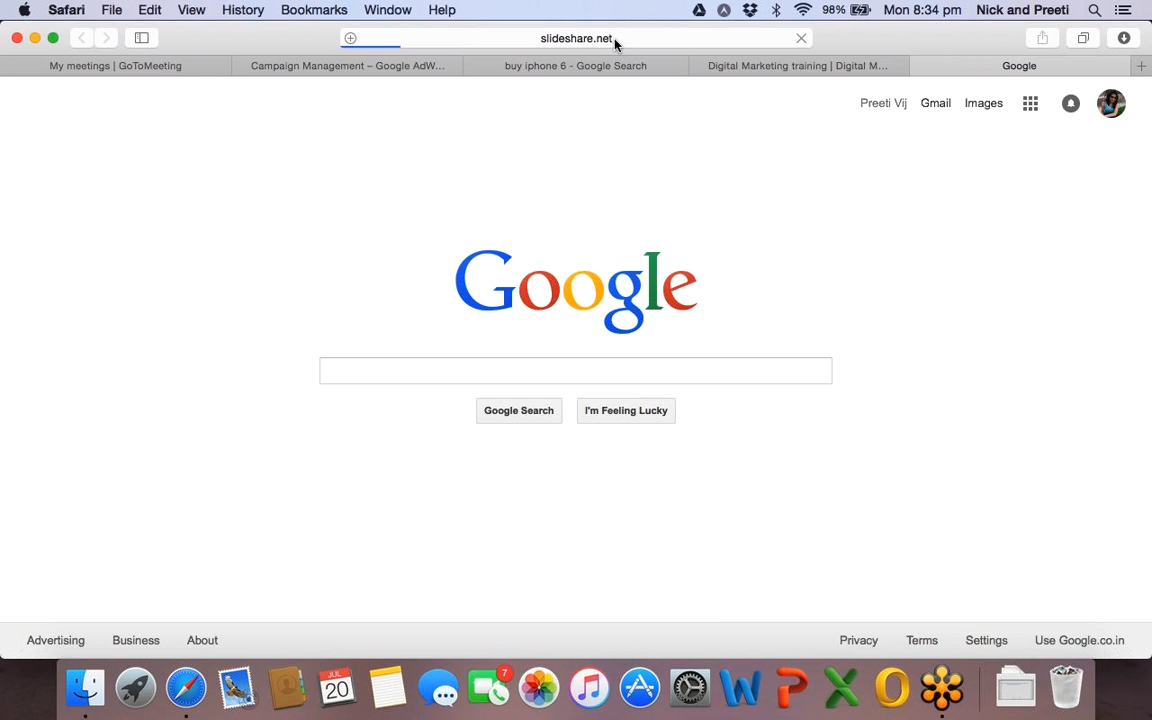 Safari File Edit View History Bookmarks Window Help 98% Mon 8:34 pm Nick and Preeti
slideshare.net
My meetings | GoToMeeting Campaign Management – Google AdW... buy iphone 6 - Google Search Digital Marketing training | Digital M... Google
Preeti Vij Gmail Images
Google
Google Search I'm Feeling Lucky
Advertising Business About Privacy Terms Settings Use Google.co.in
JUL
20
7